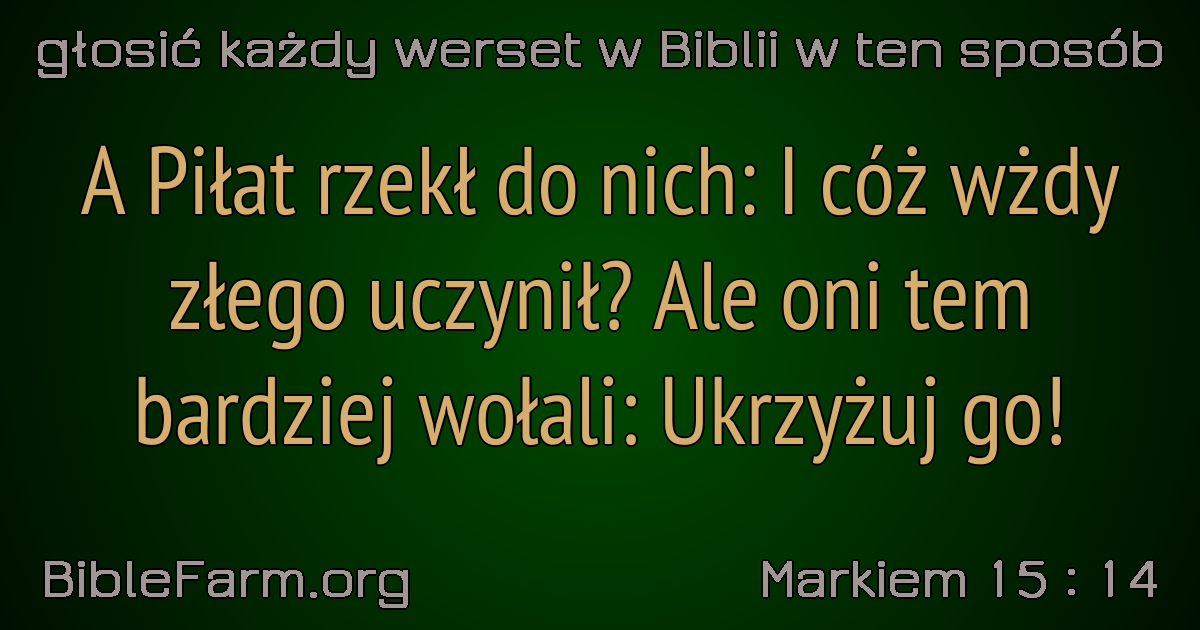 głosić każdy werset w Biblii w ten sposób
A Piłat rzekł do nich: I cóż wżdy
złego uczynił? Ale oni tem
bardziej wołali: Ukrzyżuj go!
BibleFarm.org
Markiem 15 : 14